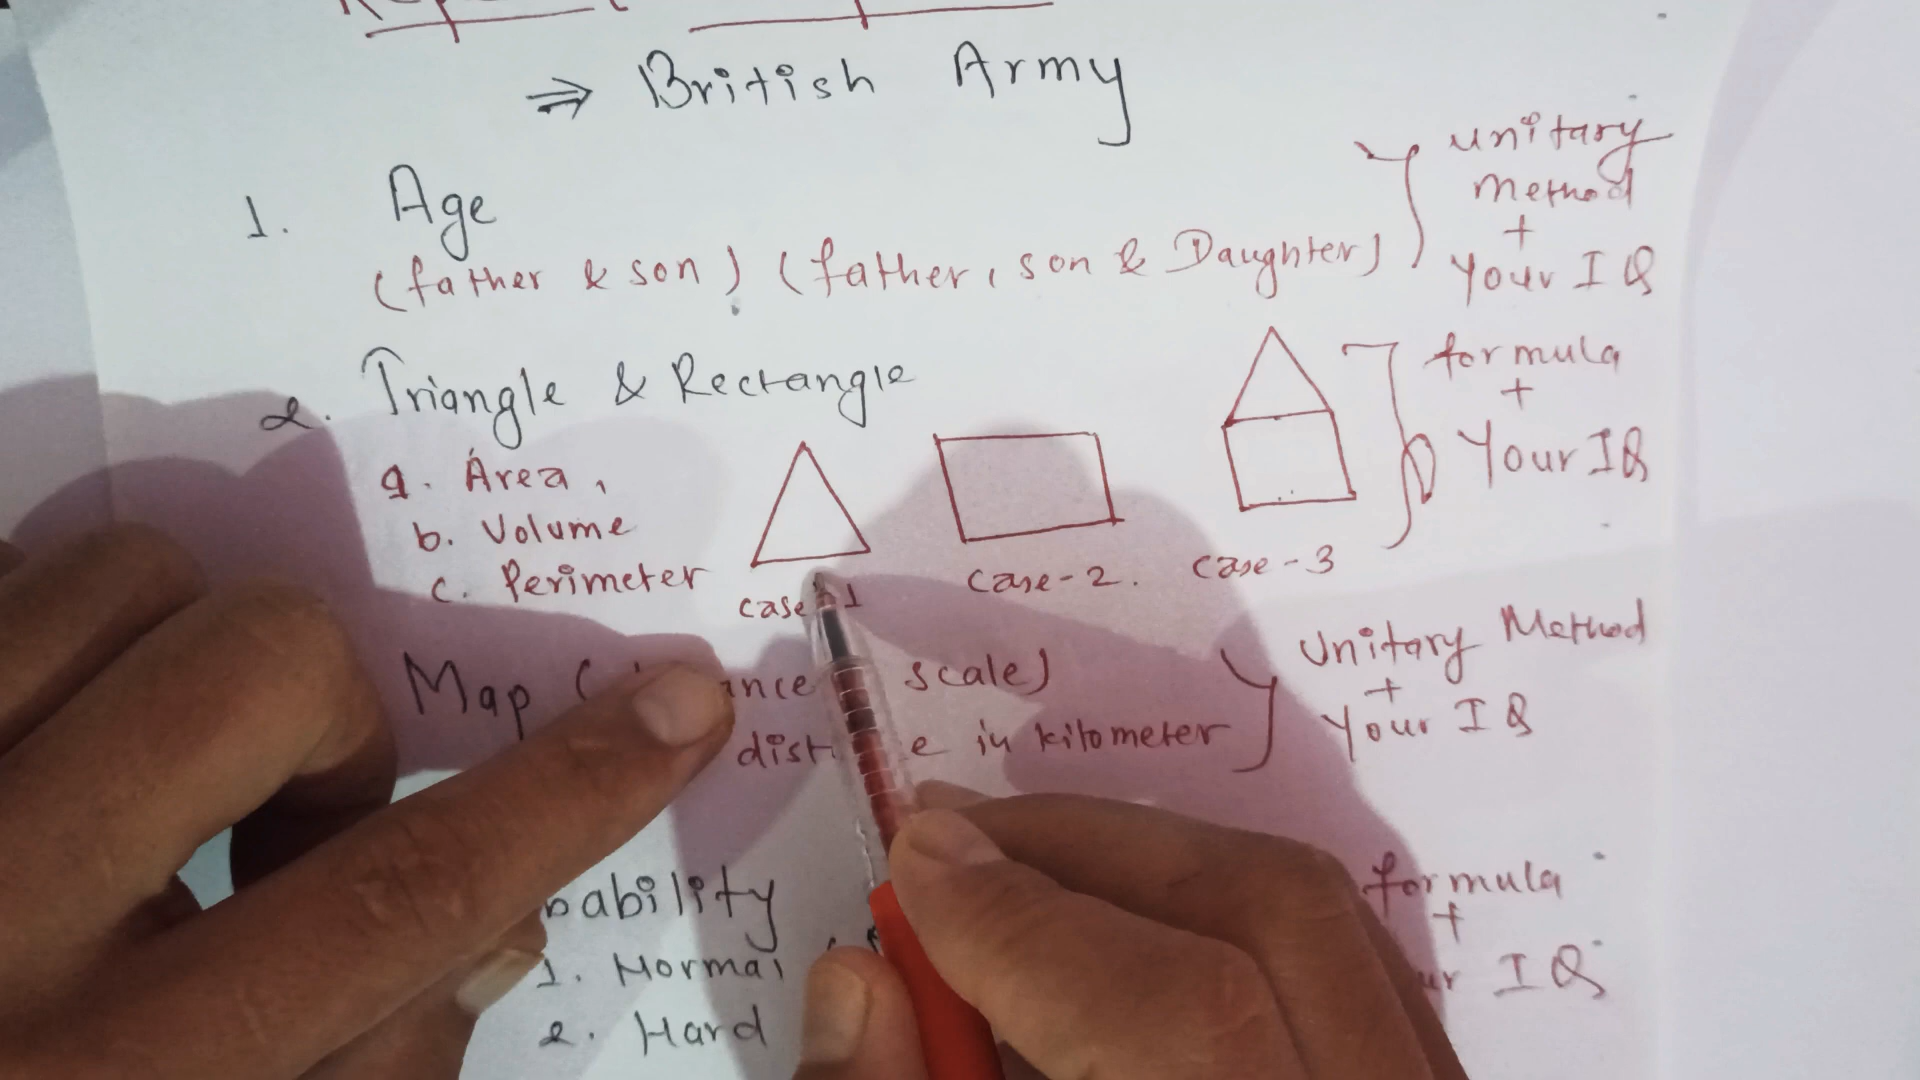 ⇒ British Army
1. Age
(father & son) (father, son & Daughter)
unitary
Method
+
Your IQ
2. Triangle & Rectangle
a. Area,
b. Volume
c. Perimeter
case 1
case-2.
case-3
formula
+
Your IQ
Map ( scale)
in kilometer
Unitary Method
+
Your IQ
1. Normal
2. Hard
formula
+
IQ